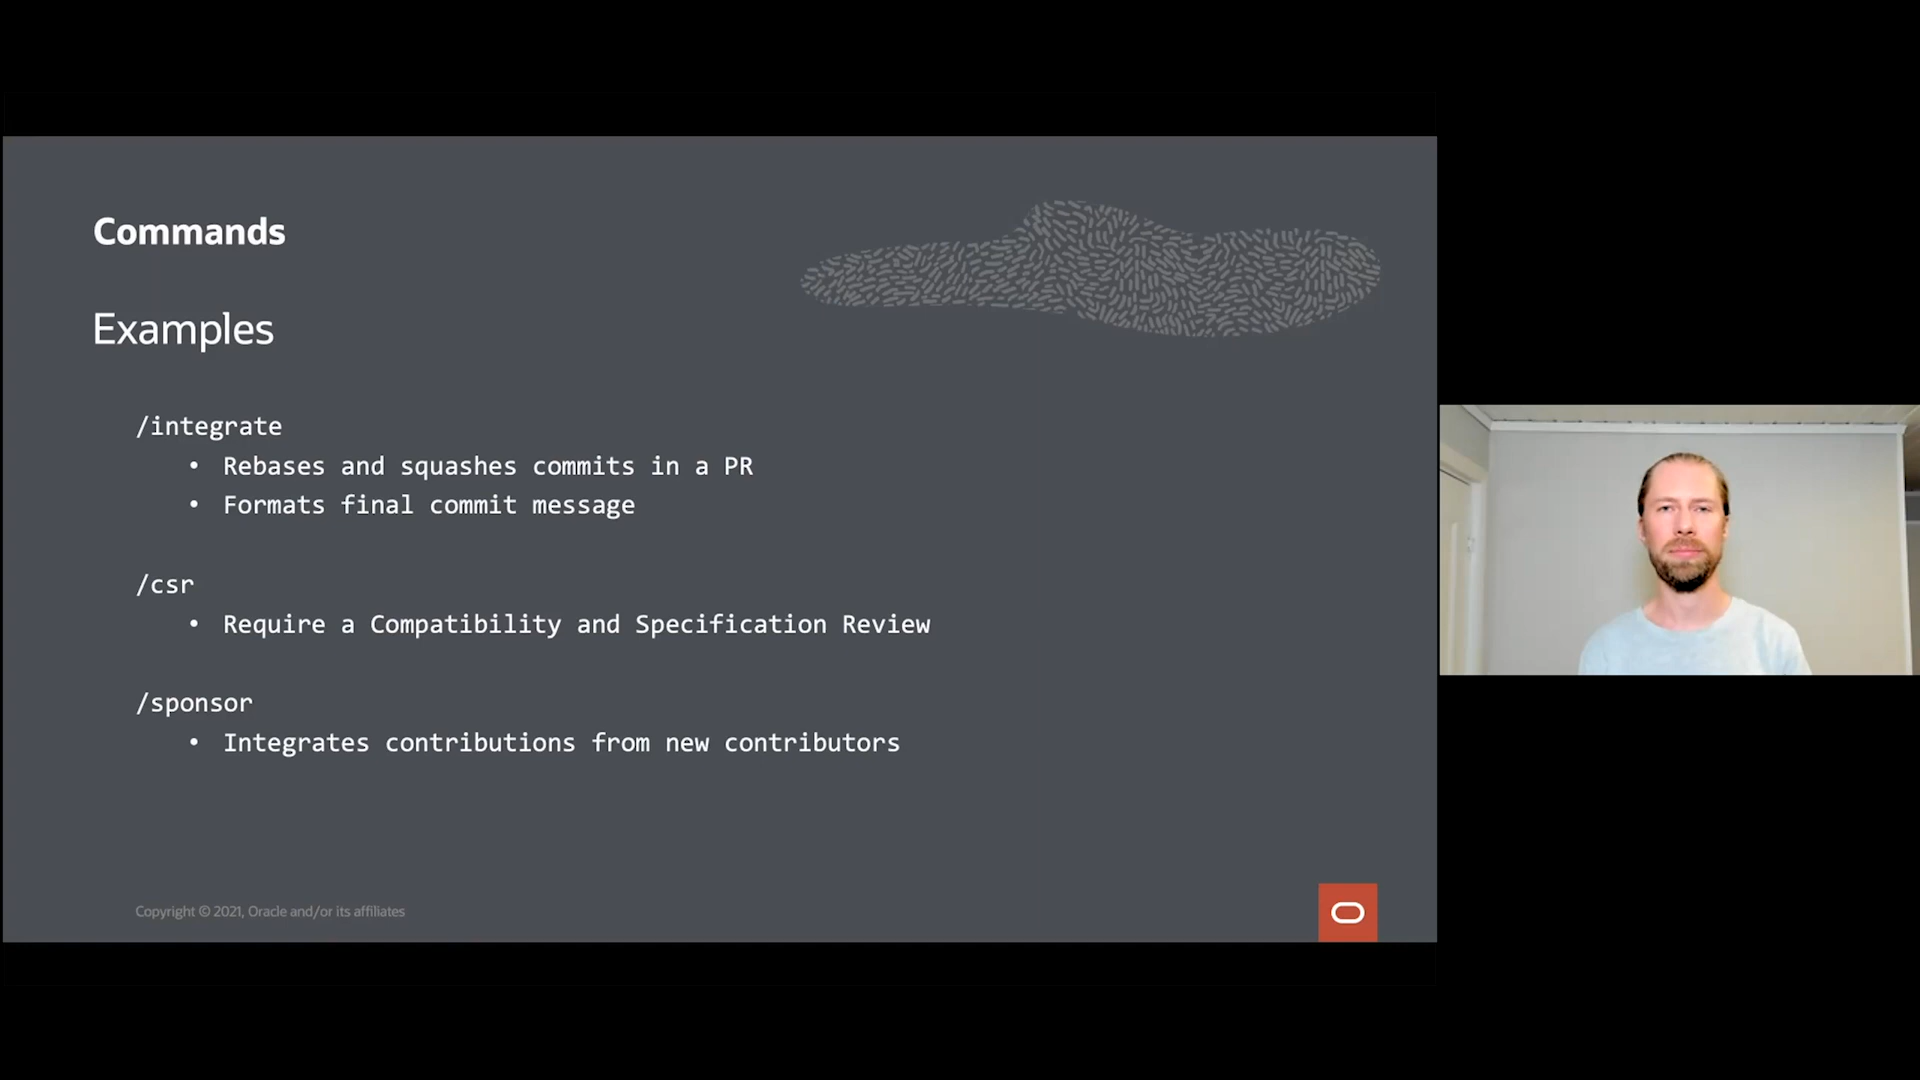 Commands
Examples
/integrate
• Rebases and squashes commits in a PR
• Formats final commit message
/csr
• Require a Compatibility and Specification Review
/sponsor
• Integrates contributions from new contributors
Copyright © 2021, Oracle and/or its affiliates